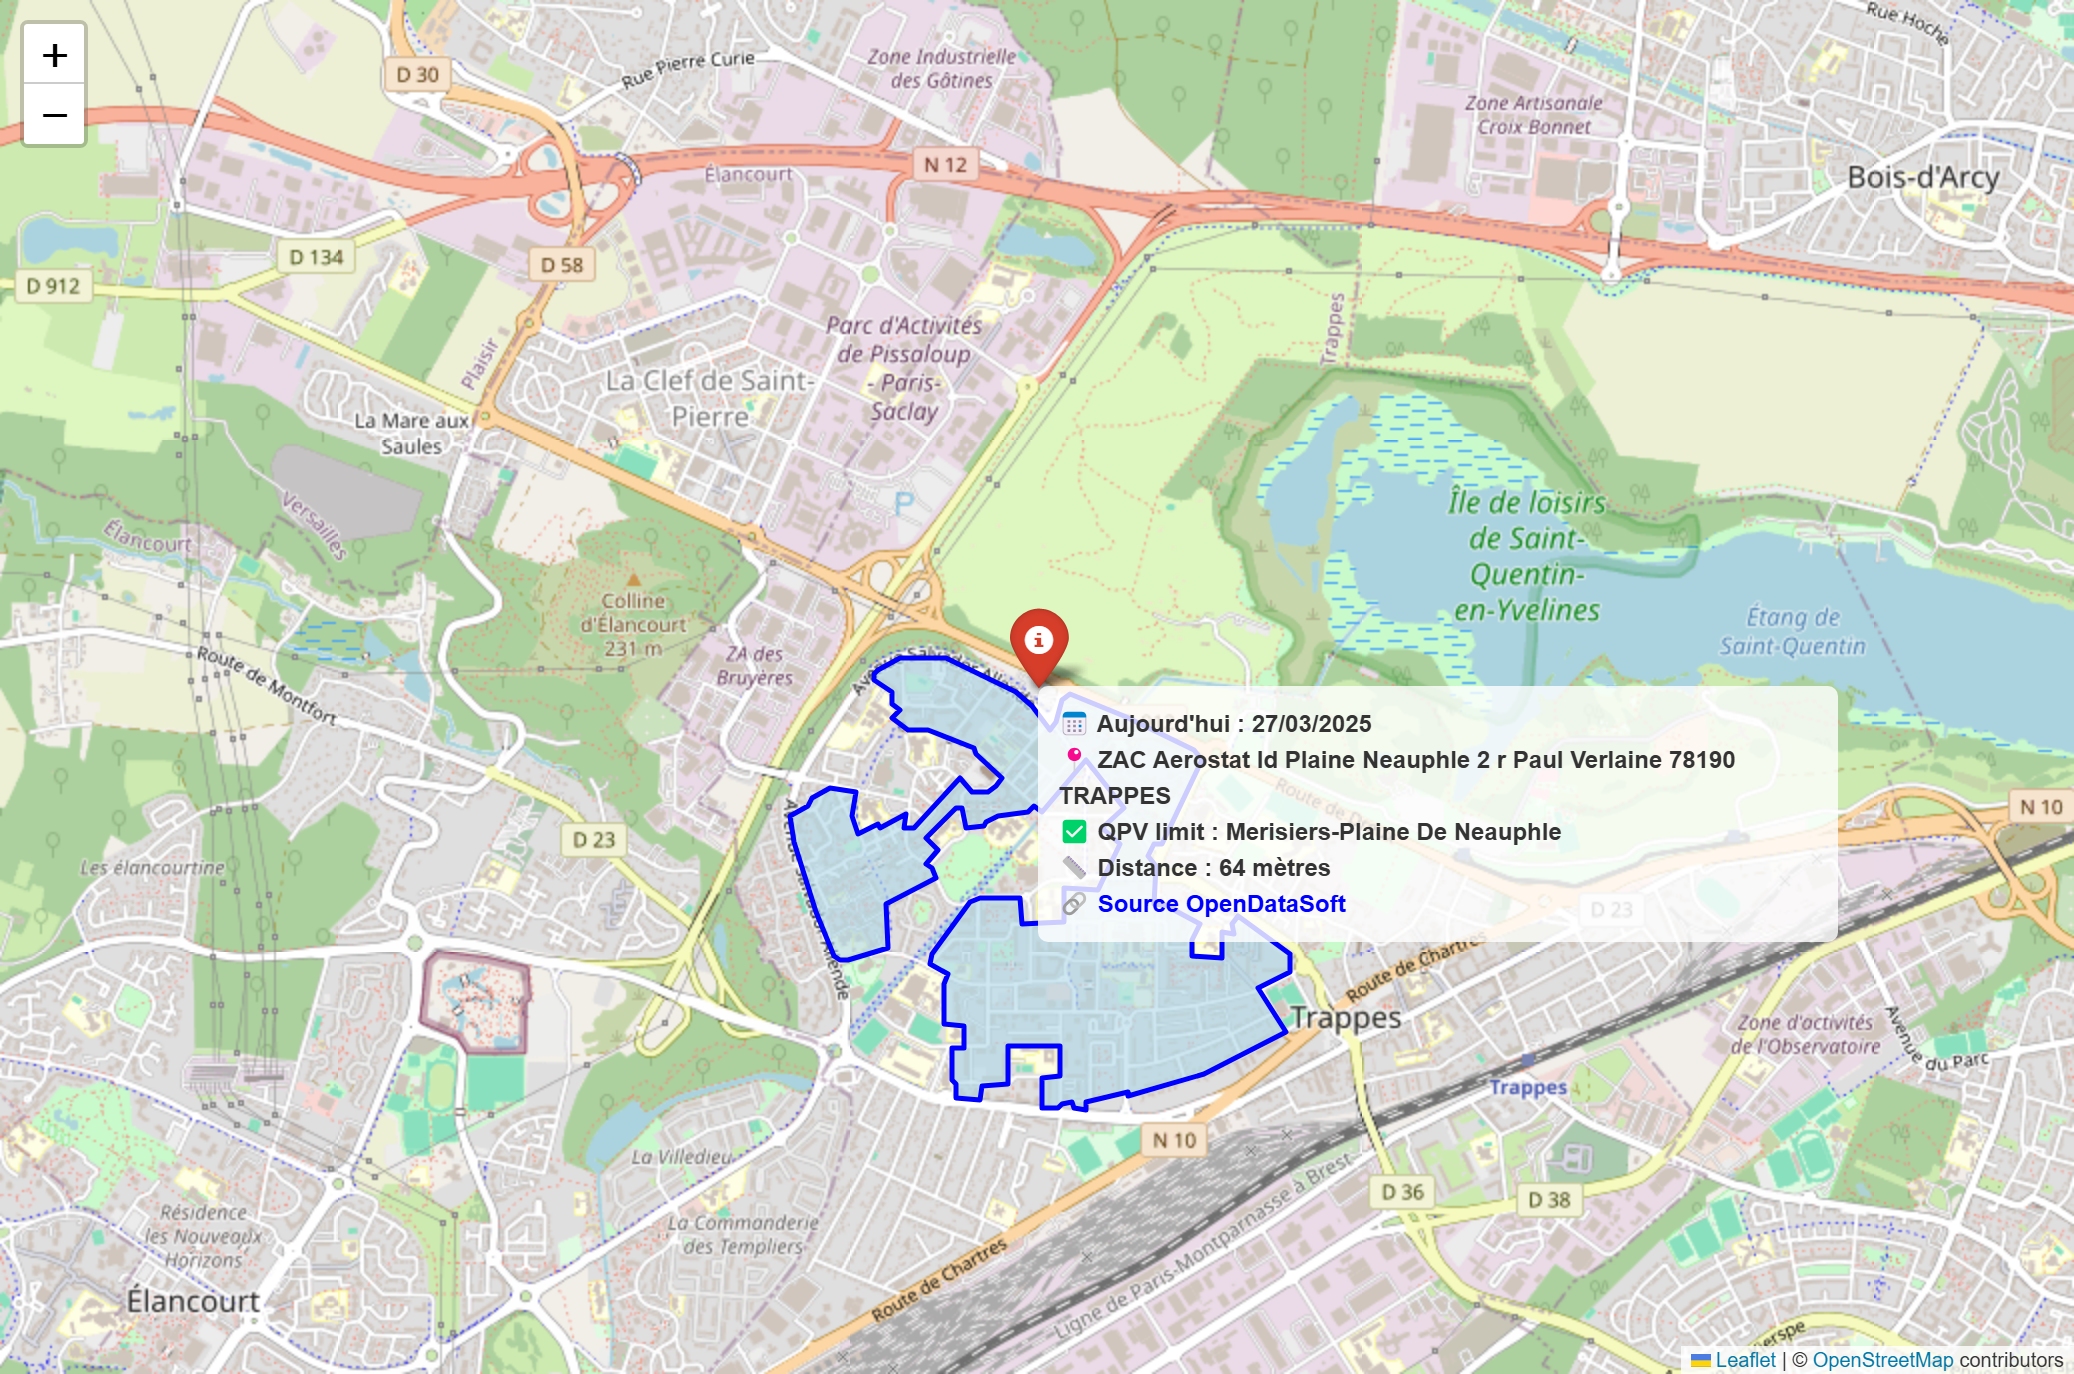 +
−
D 30
Rue Pierre Curie
Zone Industrielle
des Gâtines
Rue Hoche
Zone Artisanale
Croix Bonnet
Bois-d'Arcy
N 12
Élancourt
D 134
D 58
D 912
Plaisir
Parc d'Activités
de Pissaloup
- Paris-
Saclay
Trappes
La Clef de Saint-
Pierre
La Mare aux
Saules
P
Versailles
Élancourt
Île de loisirs
de Saint-
Quentin-
en-Yvelines
Étang de
Saint-Quentin
Colline
d'Élancourt
231 m
ZA des
Bruyères
Route de Montfort
Aujourd'hui : 27/03/2025
ZAC Aerostat ld Plaine Neauphle 2 r Paul Verlaine 78190
TRAPPES
QPV limit : Merisiers-Plaine De Neauphle
Distance : 64 mètres
Source OpenDataSoft
N 10
D 23
Les élancourtine
D 23
Route de Chartres
Trappes
Zone d'activités
de l'Observatoire
Avenue du Parc
Trappes
N 10
La Villedieu
D 36
D 38
Résidence
les Nouveaux
Horizons
La Commanderie
des Templiers
Route de Chartres
Ligne de Paris-Montparnasse à Brest
Élancourt
Leaflet | © OpenStreetMap contributors